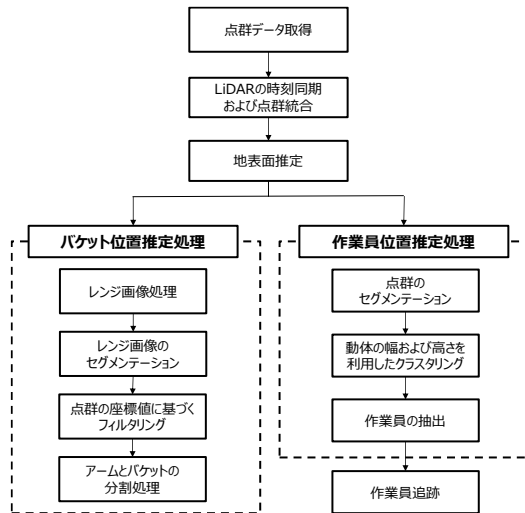 点群データ取得
LiDARの時刻同期
および点群統合
地表面推定
バケット位置推定処理
レンジ画像処理
レンジ画像の
セグメンテーション
点群の座標値に基づく
フィルタリング
アームとバケットの
分割処理
作業員位置推定処理
点群の
セグメンテーション
動体の幅および高さを
利用したクラスタリング
作業員の抽出
作業員追跡